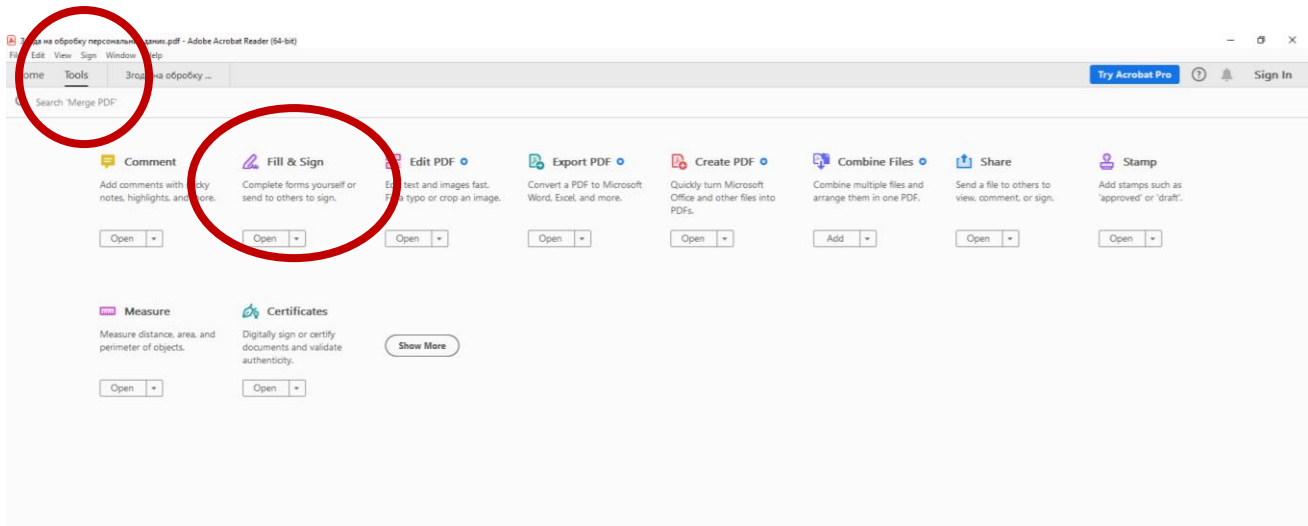 Згода на обробку персональних даних.pdf - Adobe Acrobat Reader (64-bit)
File Edit View Sign Window Help
Home Tools Згода на обробку ... Try Acrobat Pro ? Sign In
Search 'Merge PDF'
Comment
Add comments with sticky
notes, highlights, and more.
Open
Fill & Sign
Complete forms yourself or
send to others to sign.
Open
Edit PDF
Edit text and images fast.
Fix a typo or crop an image.
Open
Export PDF
Convert a PDF to Microsoft
Word, Excel, and more.
Open
Create PDF
Quickly turn Microsoft
Office and other files into
PDFs.
Open
Combine Files
Combine multiple files and
arrange them in one PDF.
Add
Share
Send a file to others to
view, comment, or sign.
Open
Stamp
Add stamps such as
'approved' or 'draft'.
Open
Measure
Measure distance, area, and
perimeter of objects.
Open
Certificates
Digitally sign or certify
documents and validate
authenticity.
Open
Show More